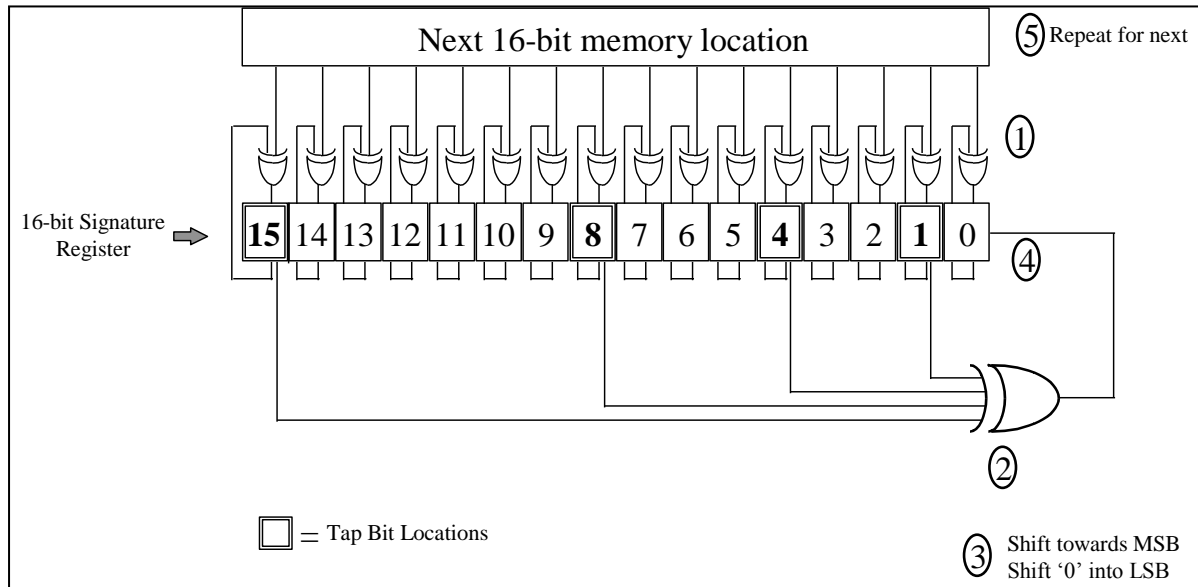 Next 16-bit memory location
⑤ Repeat for next
①
16-bit Signature
Register
15 14 13 12 11 10 9 8 7 6 5 4 3 2 1 0
④
②
= Tap Bit Locations
③ Shift towards MSB
Shift ‘0’ into LSB